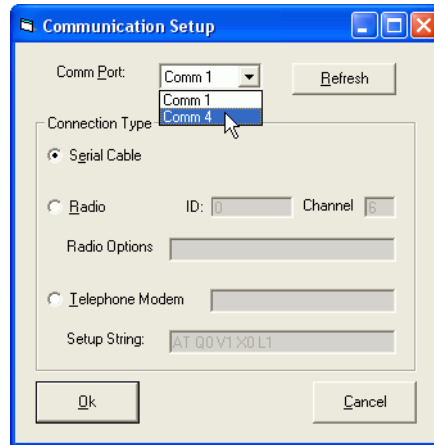 Communication Setup
Comm Port: Comm 1 Refresh
Comm 1
Comm 4
Connection Type
Serial Cable
Radio ID: 0 Channel 6
Radio Options
Telephone Modem
Setup String: AT Q0 V1 X0 L1
Ok Cancel